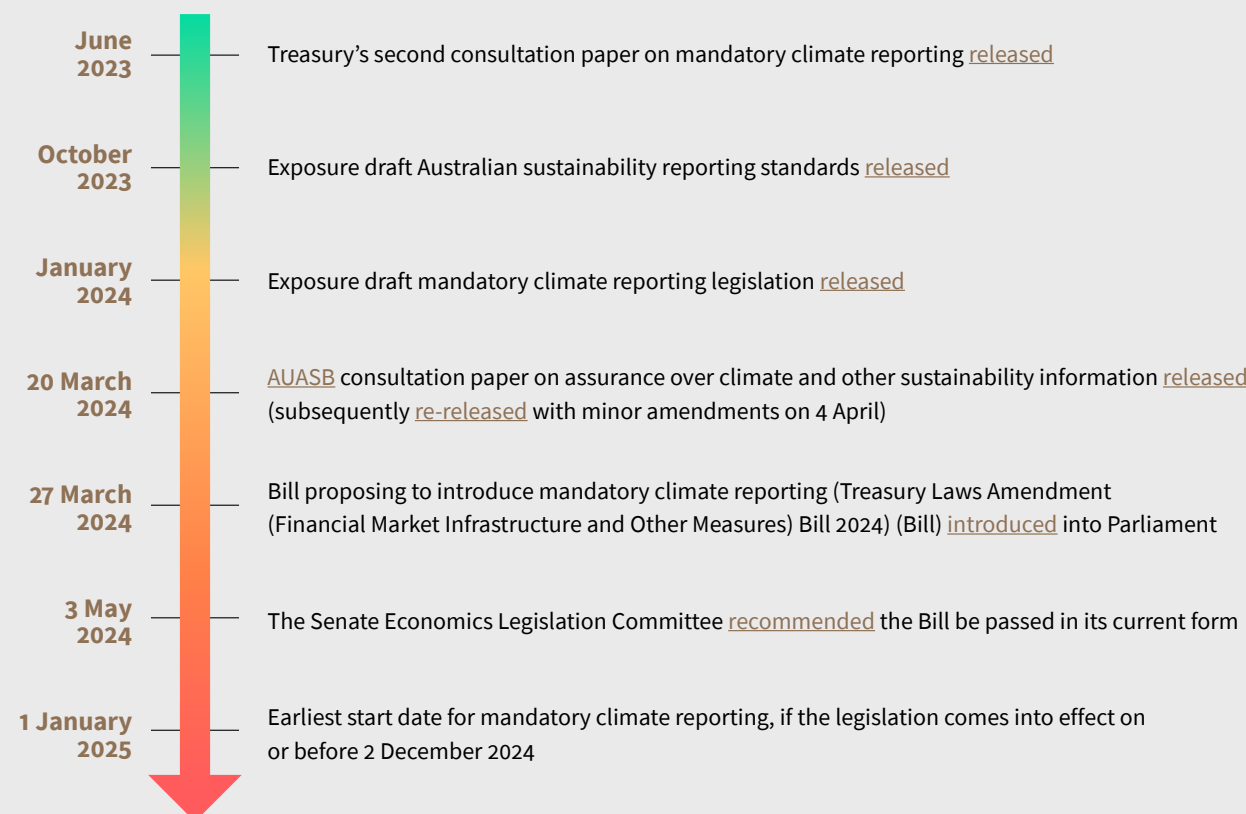 June
2023
Treasury’s second consultation paper on mandatory climate reporting released
October
2023
Exposure draft Australian sustainability reporting standards released
January
2024
Exposure draft mandatory climate reporting legislation released
20 March
2024
AUASB consultation paper on assurance over climate and other sustainability information released
(subsequently re-released with minor amendments on 4 April)
27 March
2024
Bill proposing to introduce mandatory climate reporting (Treasury Laws Amendment
(Financial Market Infrastructure and Other Measures) Bill 2024) (Bill) introduced into Parliament
3 May
2024
The Senate Economics Legislation Committee recommended the Bill be passed in its current form
1 January
2025
Earliest start date for mandatory climate reporting, if the legislation comes into effect on
or before 2 December 2024